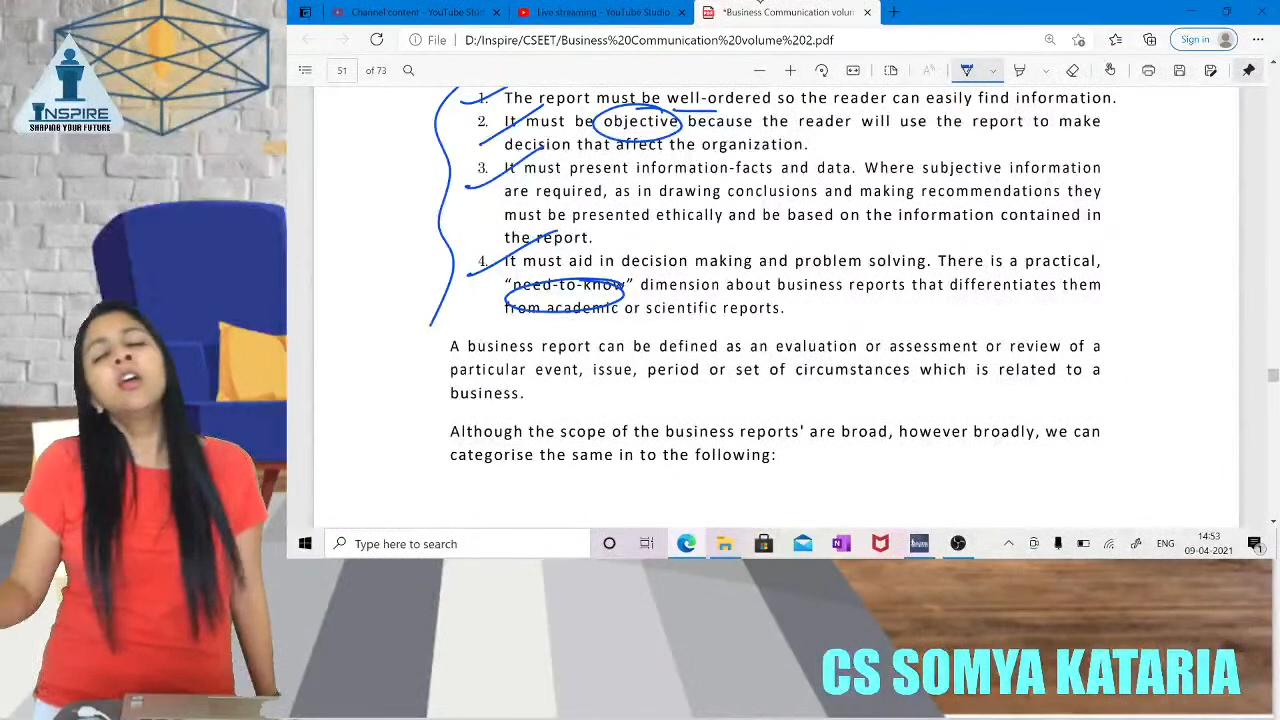 Channel content - YouTube Studio
Live streaming - YouTube Studio
*Business Communication volun
File
D:/Inspire/CSEET/Business%20Communication%20volume%202.pdf
Sign in
51 of 73
INSPIRE
SHAPING YOUR FUTURE
1. The report must be well-ordered so the reader can easily find information.
2. It must be objective because the reader will use the report to make
decision that affect the organization.
3. It must present information-facts and data. Where subjective information
are required, as in drawing conclusions and making recommendations they
must be presented ethically and be based on the information contained in
the report.
4. It must aid in decision making and problem solving. There is a practical,
“need-to-know” dimension about business reports that differentiates them
from academic or scientific reports.
A business report can be defined as an evaluation or assessment or review of a
particular event, issue, period or set of circumstances which is related to a
business.
Although the scope of the business reports' are broad, however broadly, we can
categorise the same in to the following:
Type here to search
ENG
14:53
09-04-2021
CS SOMYA KATARIA